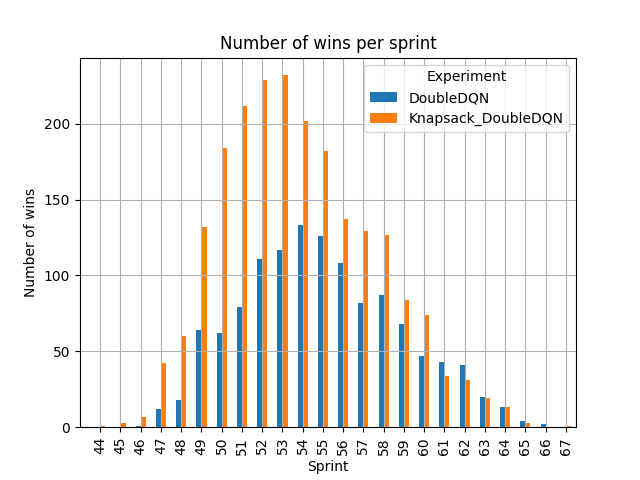 Number of wins per sprint
Experiment
DoubleDQN
Knapsack_DoubleDQN
Number of wins
200
150
100
50
0
44 45 46 47 48 49 50 51 52 53 54 55 56 57 58 59 60 61 62 63 64 65 66 67
Sprint